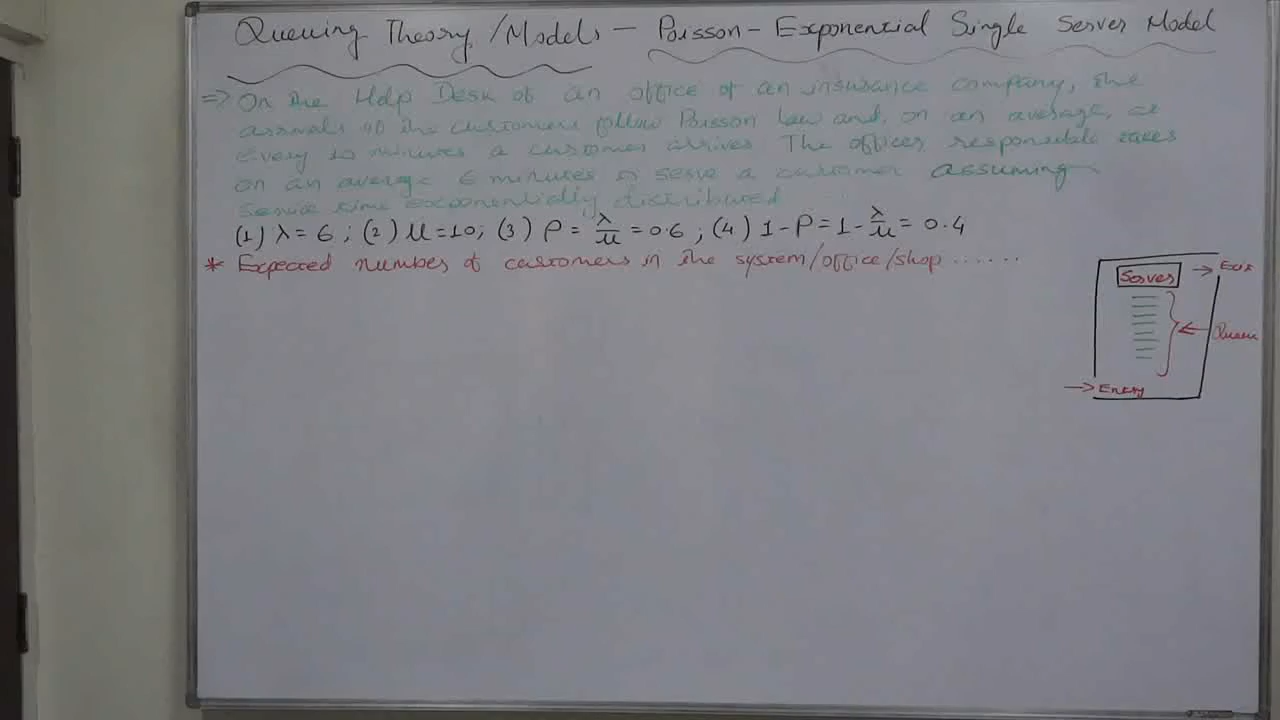 Queuing Theory/Models - Poisson- Exponential Single Server Model
=> On the Help Desk of an office of an insurance company, the
arrivals of the customers follow Poisson law and, on an average, at
every 10 minutes a customer arrives. The officer responsible takes
on an average 6 minutes to serve a customer assuming
service time exponentially distributed
(1) λ = 6 ; (2) μ = 10; (3) ρ = λ/μ = 0.6 ; (4) 1 - ρ = 1 - λ/μ = 0.4
* Expected number of customers in the system/office/shop ......
Server
→ Exit
Queue
→ Entry